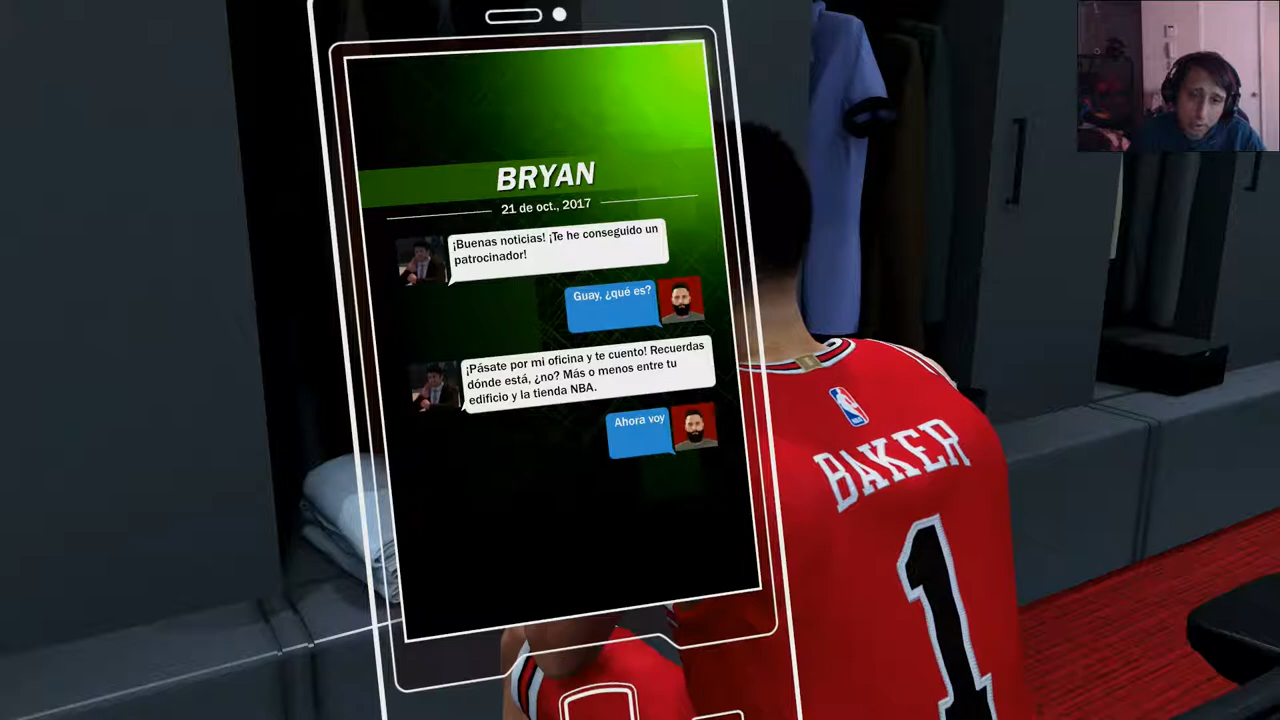 BRYAN
21 de oct., 2017
¡Buenas noticias! ¡Te he conseguido un
patrocinador!
Guay, ¿qué es?
¡Pásate por mi oficina y te cuento! Recuerdas
dónde está, ¿no? Más o menos entre tu
edificio y la tienda NBA.
Ahora voy
BAKER
1